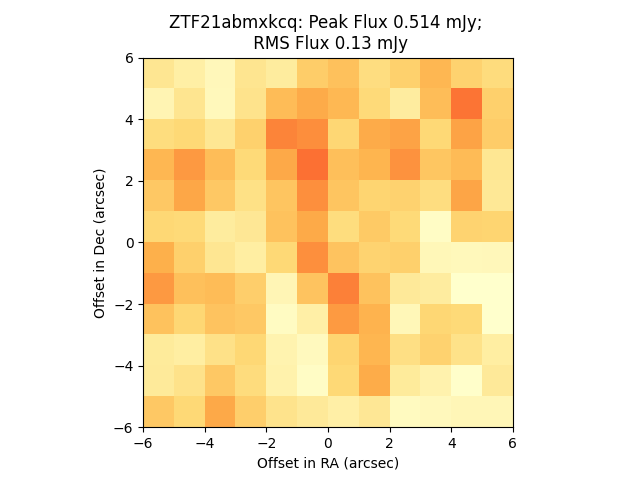 ZTF21abmxkcq: Peak Flux 0.514 mJy;
RMS Flux 0.13 mJy
6
4
2
0
−2
−4
−6
Offset in Dec (arcsec)
−6 −4 −2 0 2 4 6
Offset in RA (arcsec)